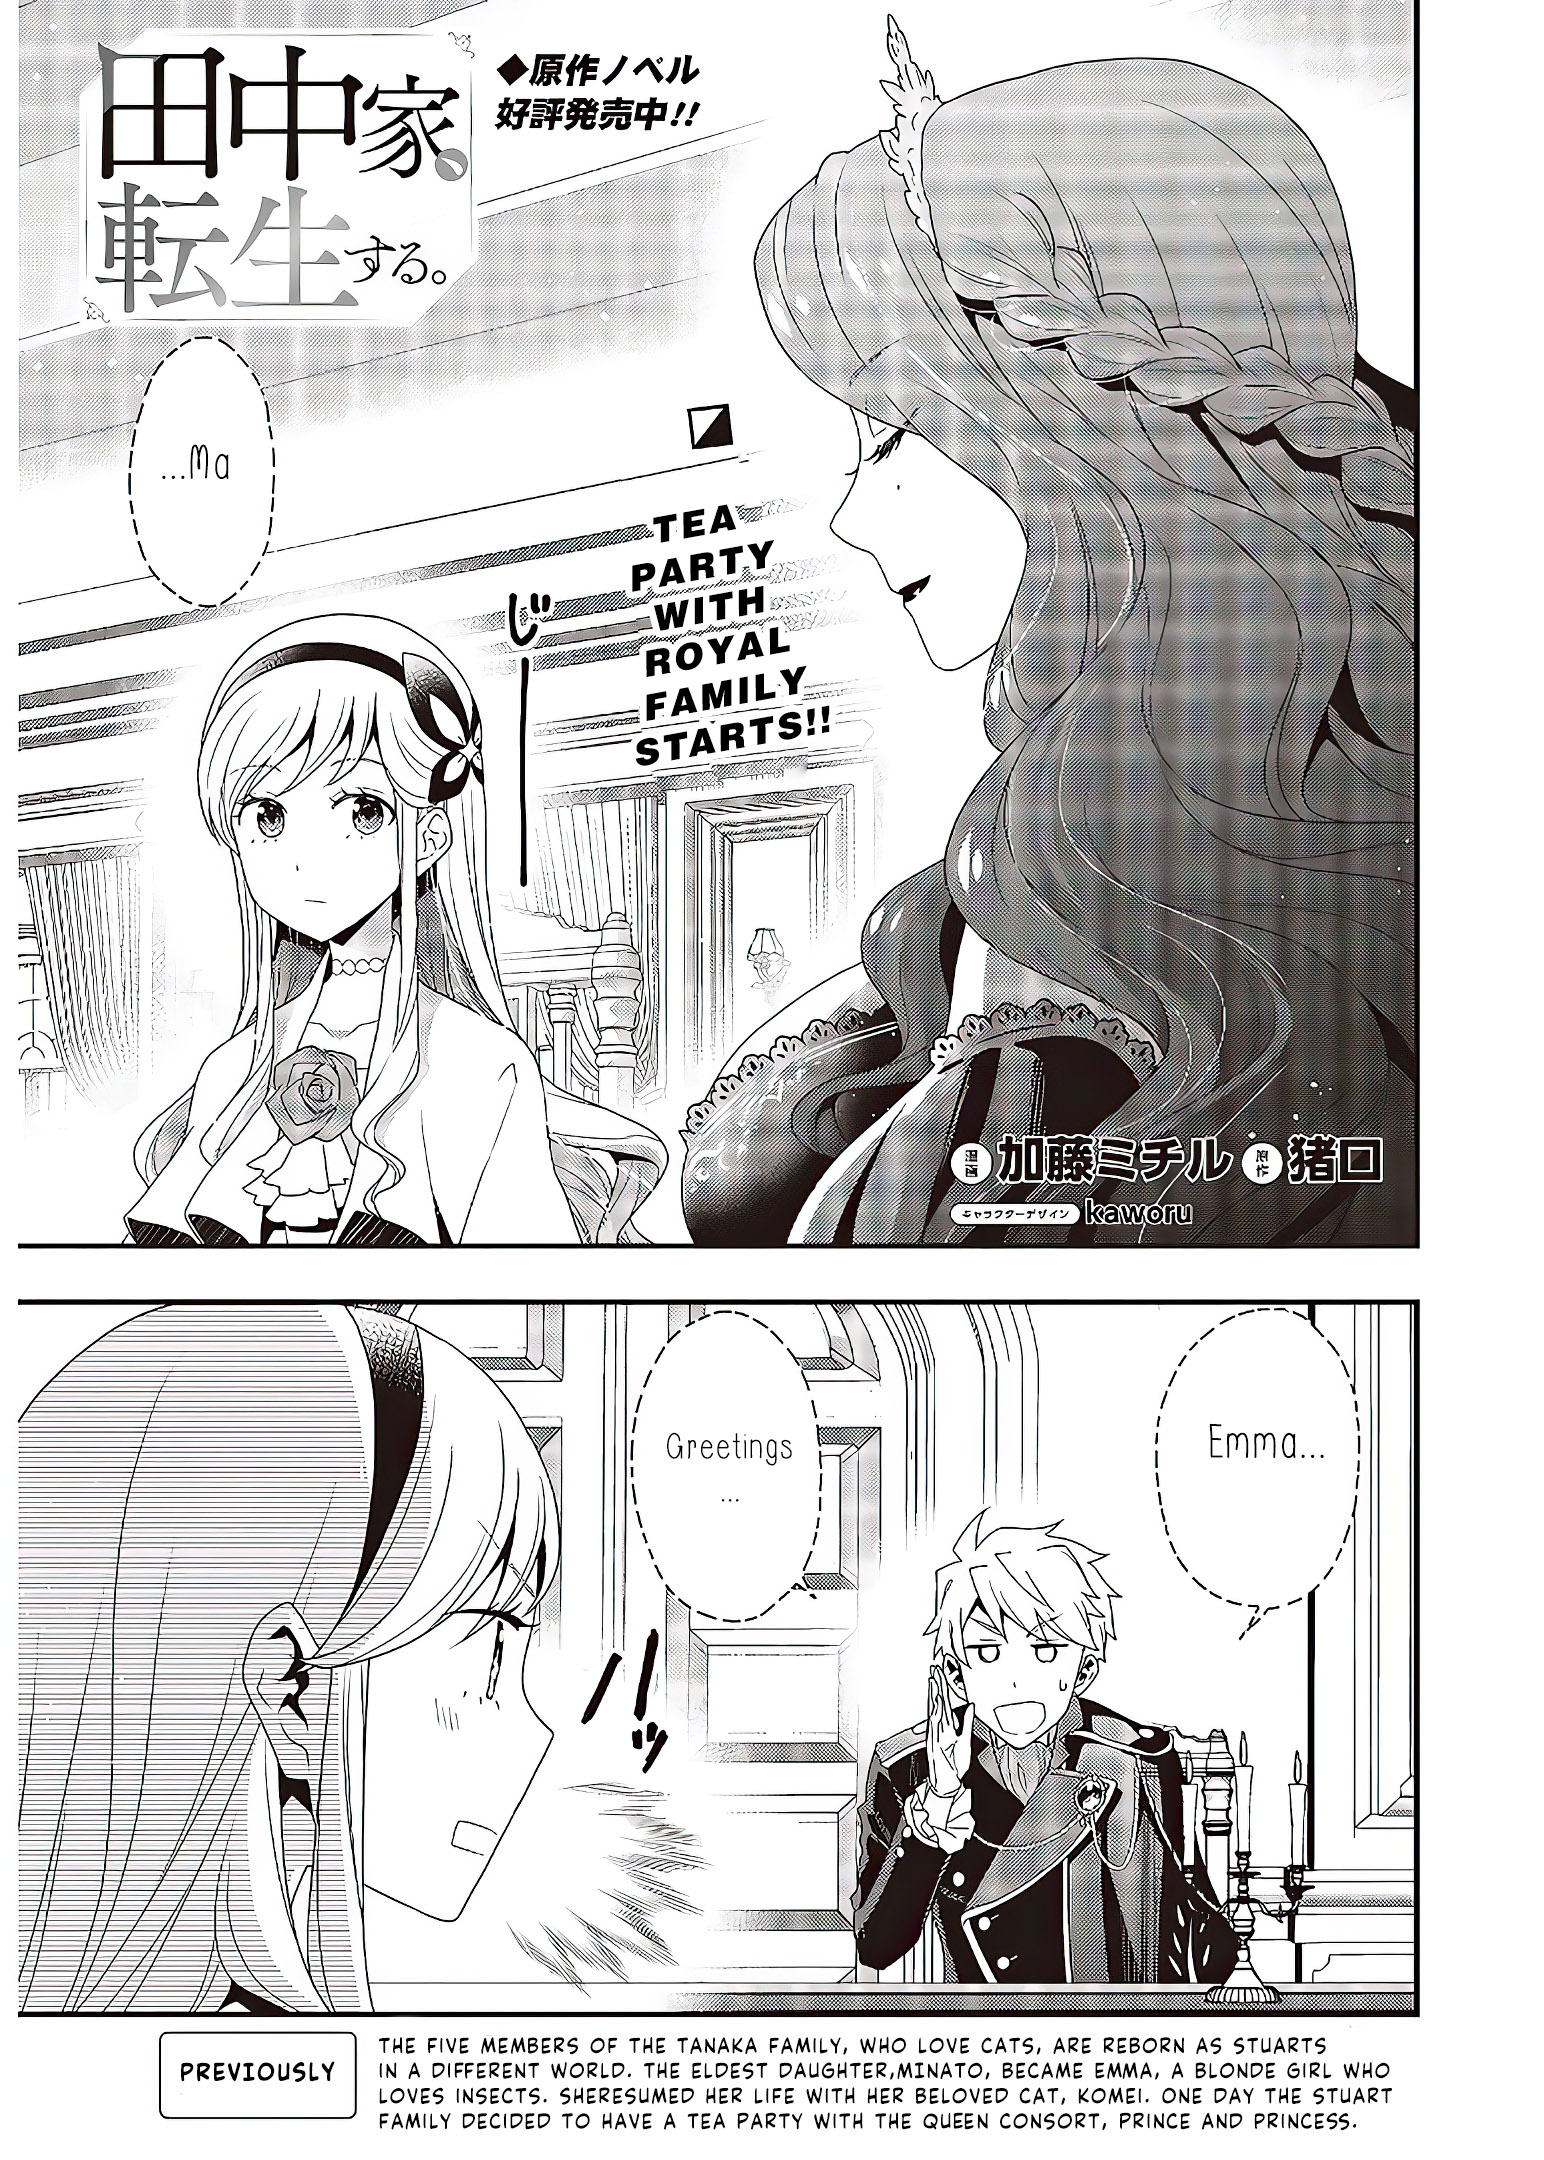 田中家、
転生する。
◆原作ノベル
好評発売中!!
...Ma
TEA
PARTY
WITH
ROYAL
FAMILY
STARTS!!
じー
漫画 加藤ミチル 原作 猪口
キャラクターデザイン kaworu
Emma...
Greetings
...
ハッ
PREVIOUSLY
THE FIVE MEMBERS OF THE TANAKA FAMILY, WHO LOVE CATS, ARE REBORN AS STUARTS
IN A DIFFERENT WORLD. THE ELDEST DAUGHTER,MINATO, BECAME EMMA, A BLONDE GIRL WHO
LOVES INSECTS. SHERESUMED HER LIFE WITH HER BELOVED CAT, KOMEI. ONE DAY THE STUART
FAMILY DECIDED TO HAVE A TEA PARTY WITH THE QUEEN CONSORT, PRINCE AND PRINCESS.